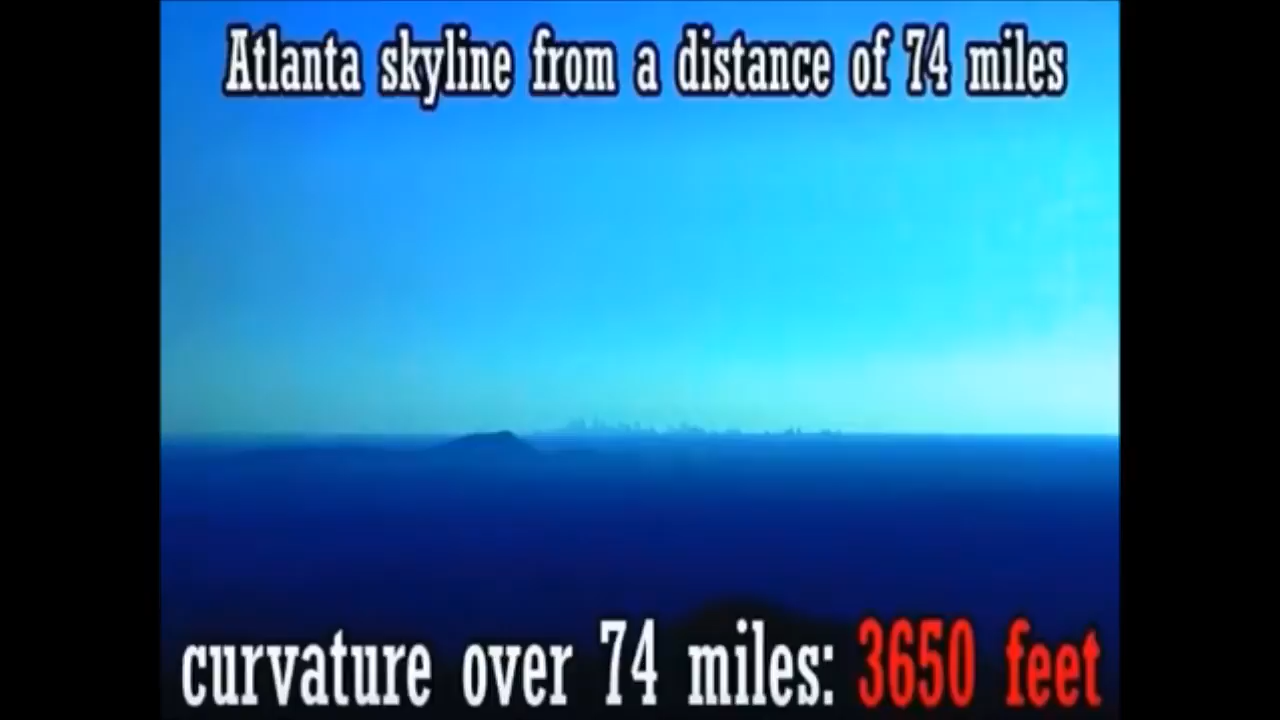 Atlanta skyline from a distance of 74 miles
curvature over 74 miles: 3650 feet